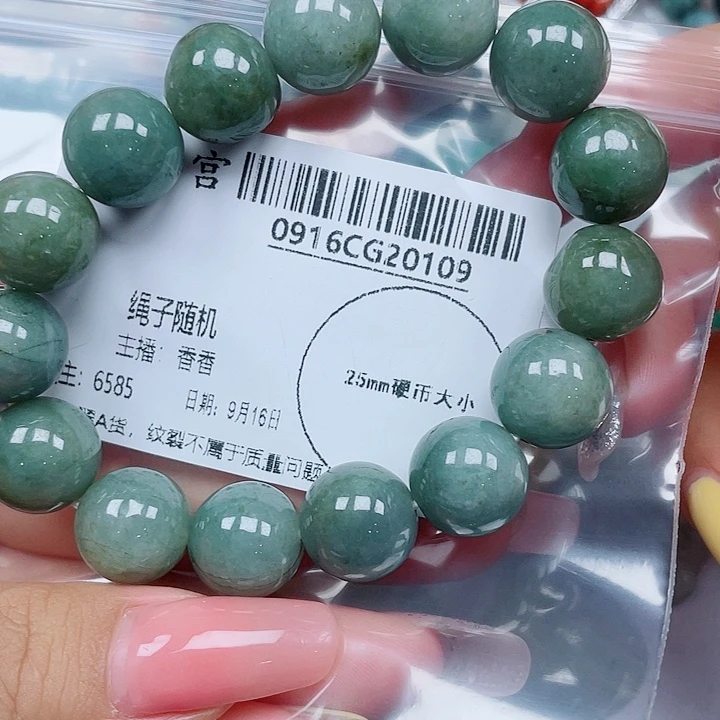 宫
0916CG20109
绳子随机
主播：香香
主：6585
日期：9月16日
25mm硬币大小
A货，纹裂不属于质量问题